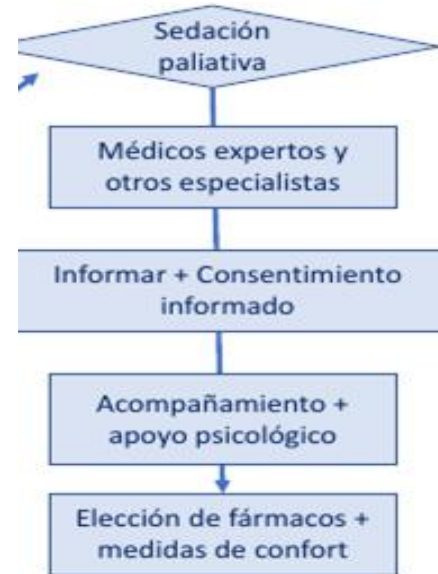 Sedación
paliativa
Médicos expertos y
otros especialistas
Informar + Consentimiento
informado
Acompañamiento +
apoyo psicológico
Elección de fármacos +
medidas de confort